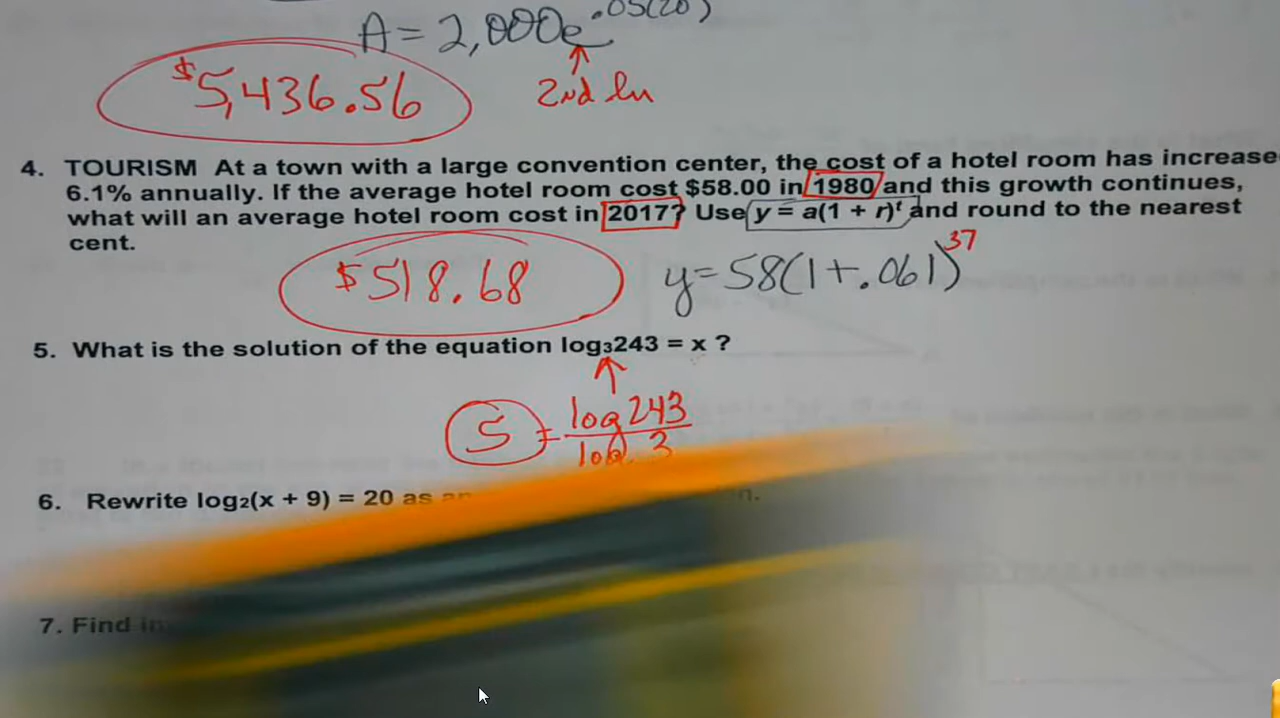 A = 2,000e^.05(20)
$5,436.56
2nd ln
4. TOURISM At a town with a large convention center, the cost of a hotel room has increase
6.1% annually. If the average hotel room cost $58.00 in 1980 and this growth continues,
what will an average hotel room cost in 2017? Use y = a(1 + r)^t and round to the nearest
cent.
$518.68 y=58(1+.061)^37
5. What is the solution of the equation log₃243 = x ?
5 = log 243
log 3
6. Rewrite log₂(x + 9) = 20 as an
7. Find